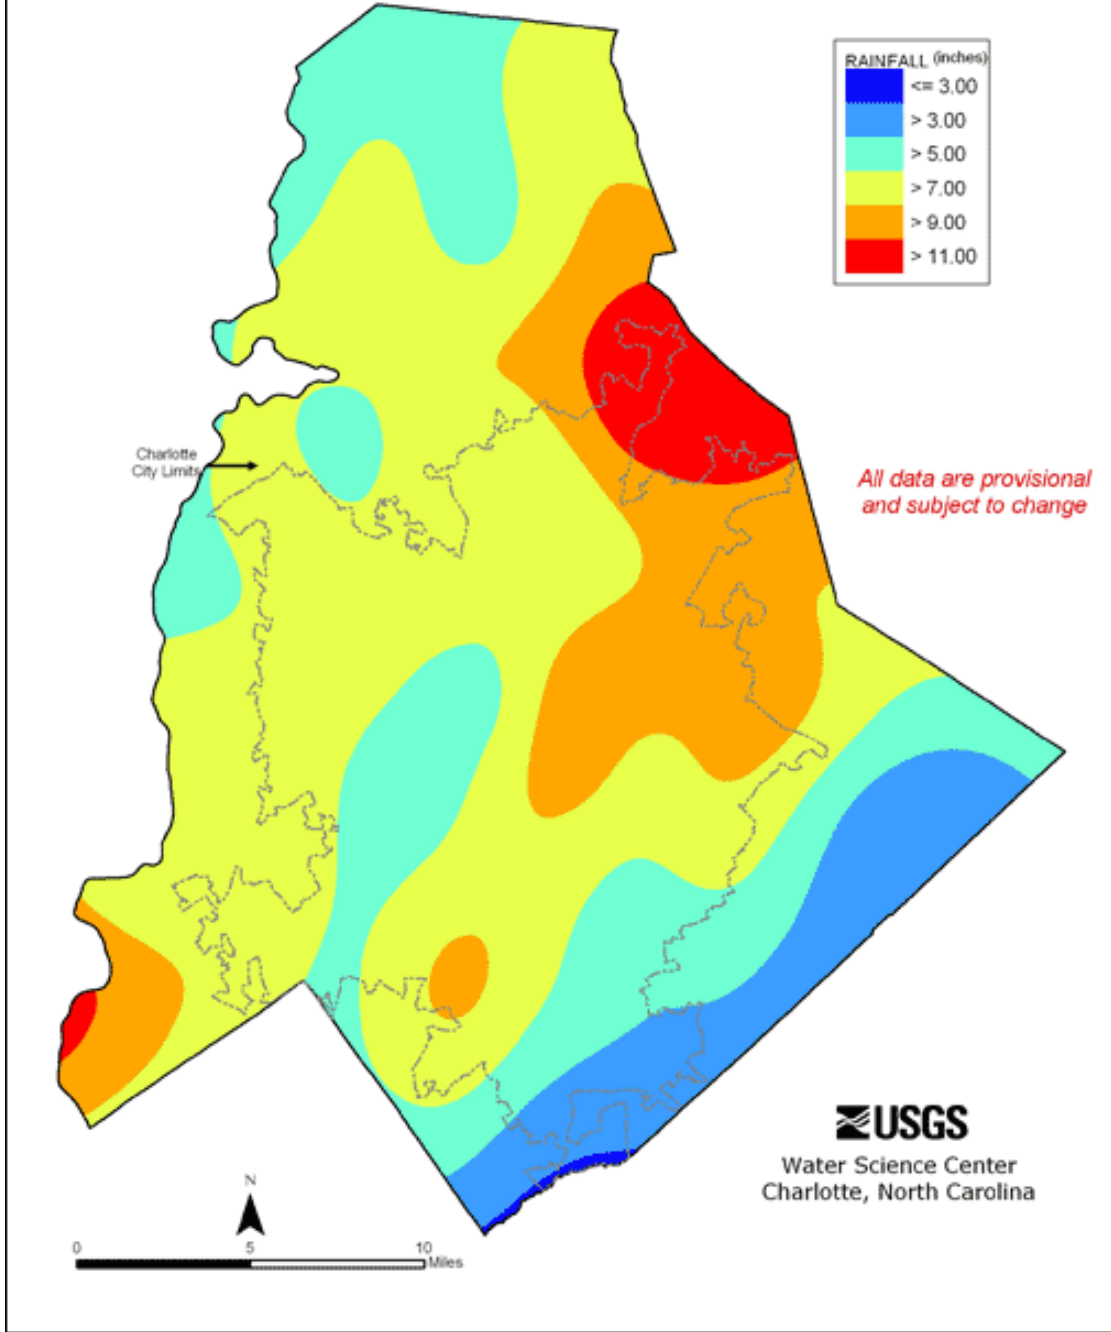 RAINFALL (inches)
<= 3.00
> 3.00
> 5.00
> 7.00
> 9.00
> 11.00
Charlotte
City Limits
All data are provisional
and subject to change
USGS
Water Science Center
Charlotte, North Carolina
N
0 5 10
Miles